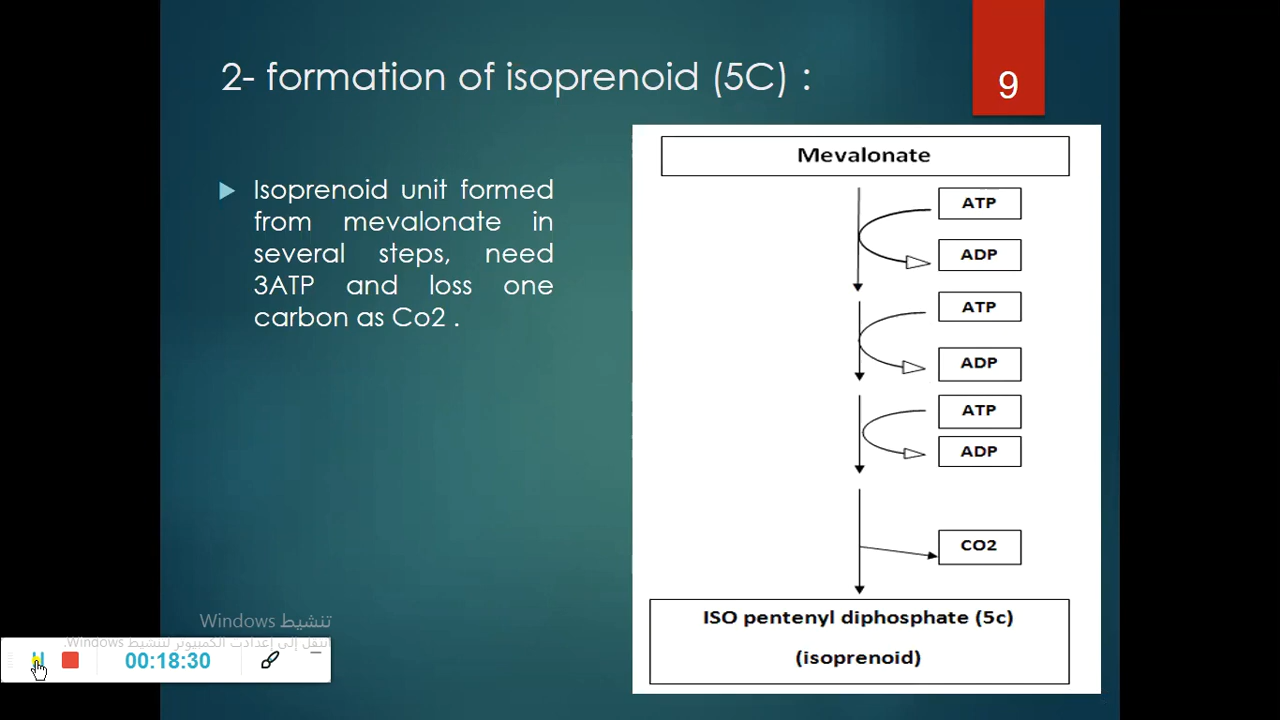 2- formation of isoprenoid (5C) :
9
Isoprenoid unit formed
from mevalonate in
several steps, need
3ATP and loss one
carbon as Co2 .
Mevalonate
ATP
ADP
ATP
ADP
ATP
ADP
CO2
ISO pentenyl diphosphate (5c)
(isoprenoid)
تنشيط Windows
انتقل إلى إعدادات الكمبيوتر لتنشيط Windows.
00:18:30